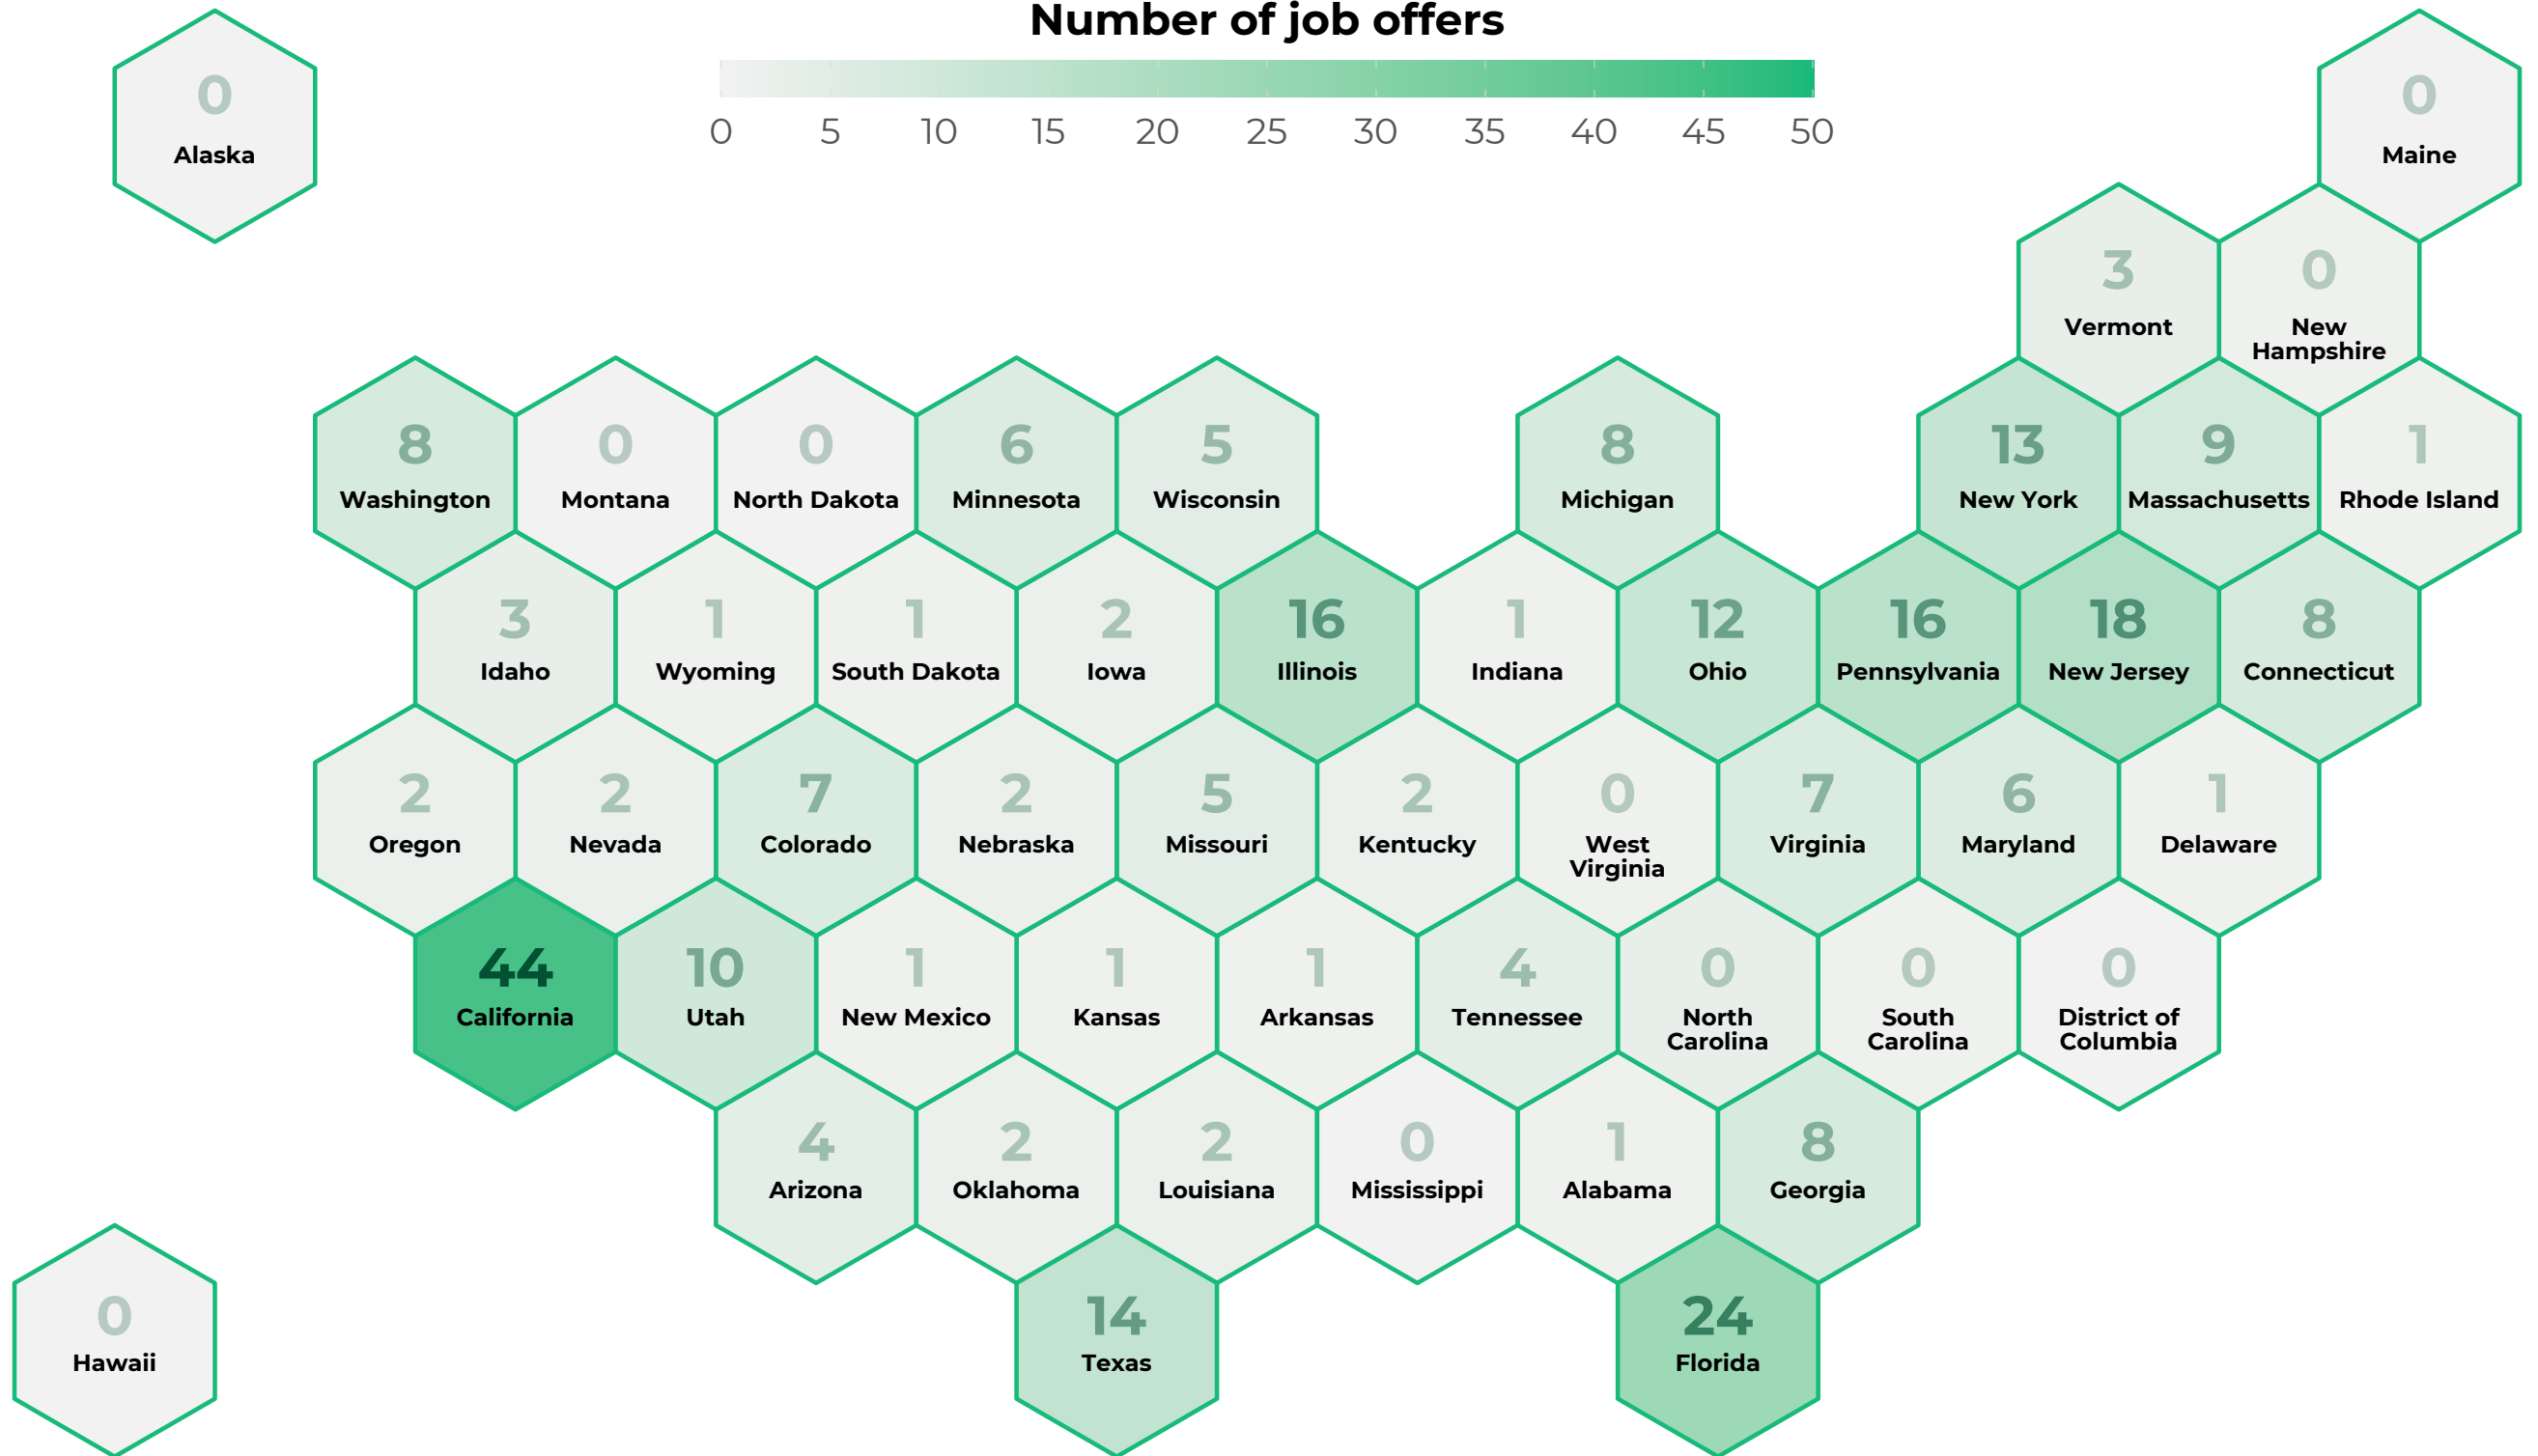 Number of job offers
0 5 10 15 20 25 30 35 40 45 50
0
Alaska
0
Maine
3
Vermont
0
New
Hampshire
8
Washington
0
Montana
0
North Dakota
6
Minnesota
5
Wisconsin
8
Michigan
13
New York
9
Massachusetts
1
Rhode Island
3
Idaho
1
Wyoming
1
South Dakota
2
Iowa
16
Illinois
1
Indiana
12
Ohio
16
Pennsylvania
18
New Jersey
8
Connecticut
2
Oregon
2
Nevada
7
Colorado
2
Nebraska
5
Missouri
2
Kentucky
0
West
Virginia
7
Virginia
6
Maryland
1
Delaware
44
California
10
Utah
1
New Mexico
1
Kansas
1
Arkansas
4
Tennessee
0
North
Carolina
0
South
Carolina
0
District of
Columbia
4
Arizona
2
Oklahoma
2
Louisiana
0
Mississippi
1
Alabama
8
Georgia
0
Hawaii
14
Texas
24
Florida